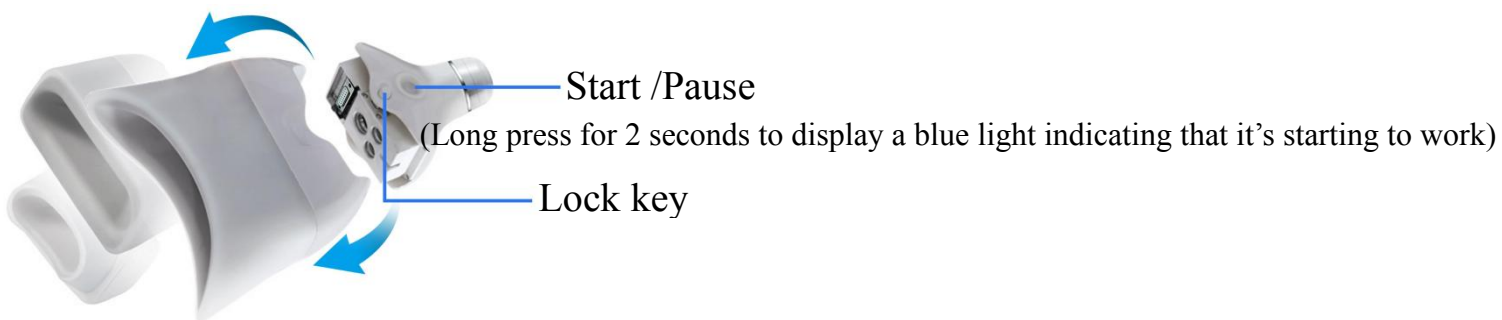 Start /Pause
(Long press for 2 seconds to display a blue light indicating that it’s starting to work)
Lock key